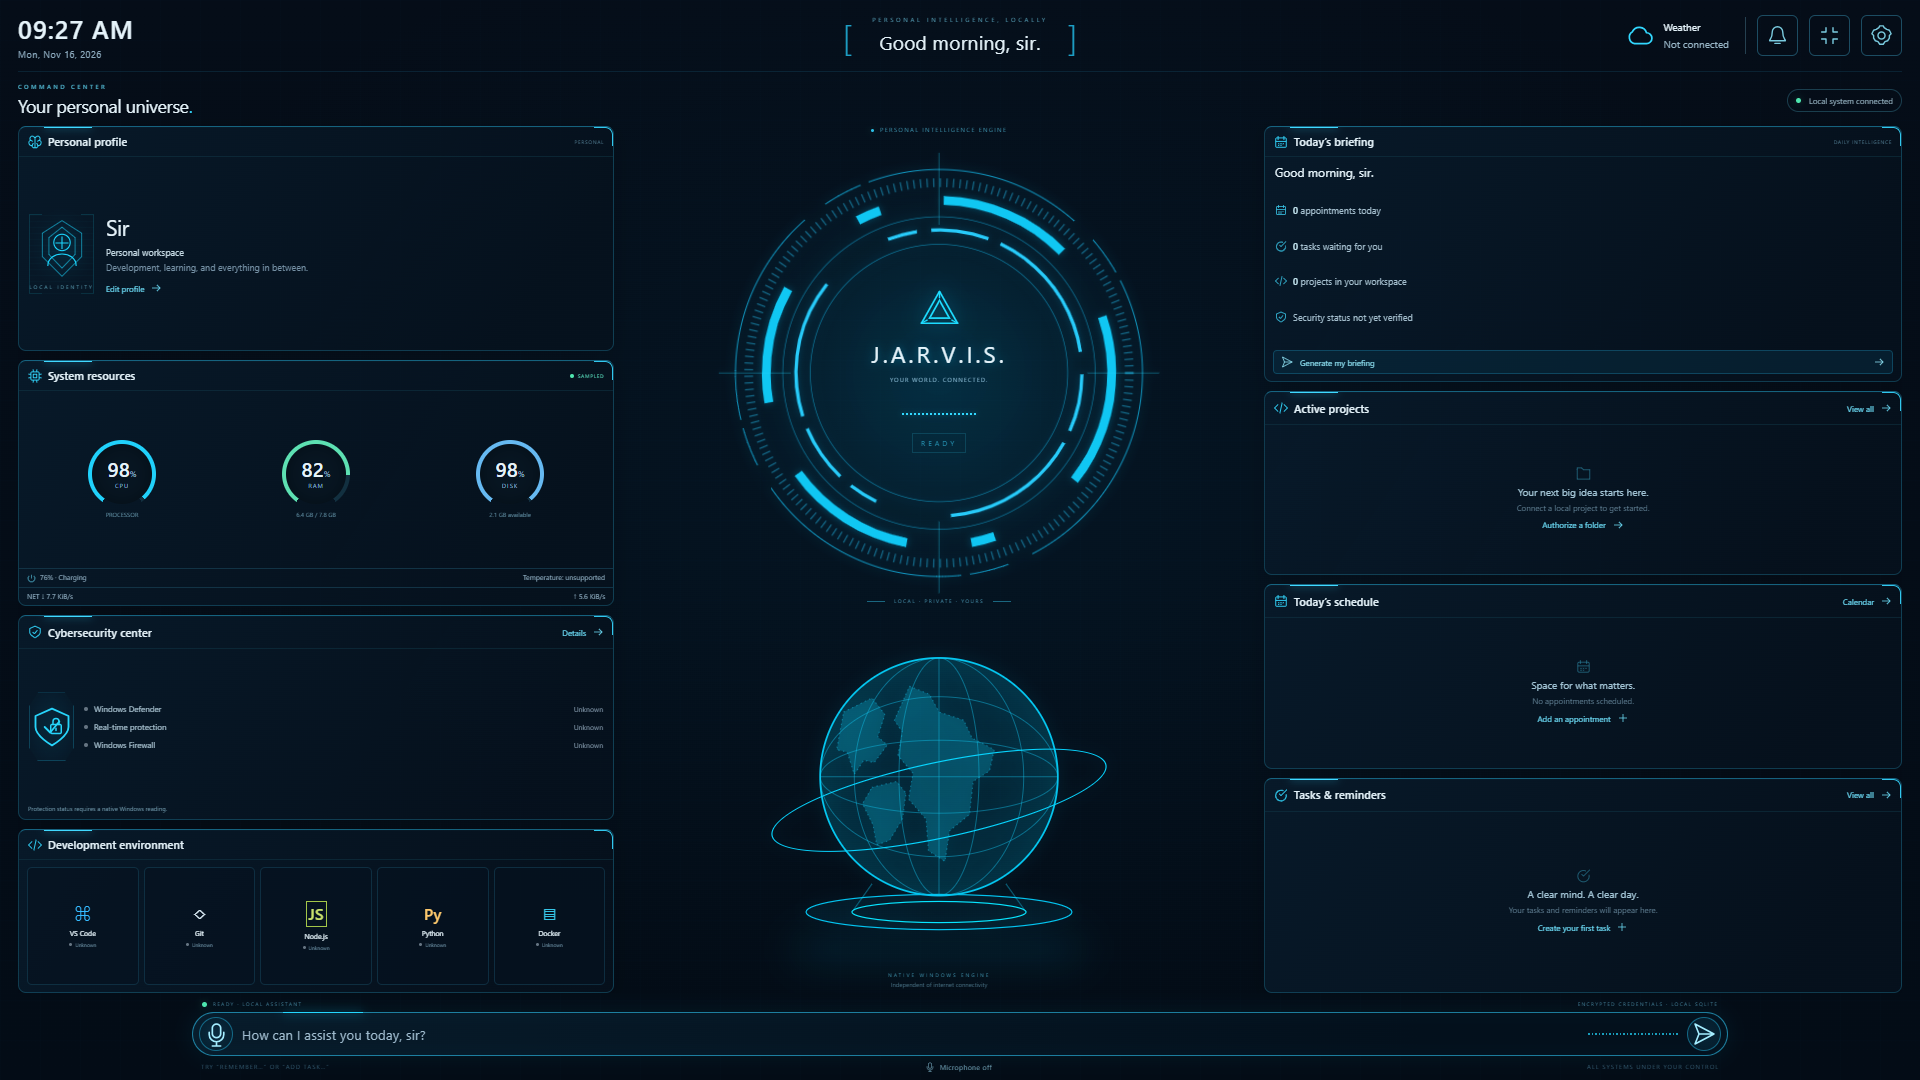 09:27 AM
Mon, Nov 16, 2026
PERSONAL INTELLIGENCE, LOCALLY
Good morning, sir.
Weather
Not connected
COMMAND CENTER
Your personal universe.
Local system connected
Personal profile
PERSONAL
LOCAL IDENTITY
Sir
Personal workspace
Development, learning, and everything in between.
Edit profile
System resources
SAMPLED
98%
CPU
PROCESSOR
82%
RAM
6.4 GB / 7.8 GB
98%
DISK
2.1 GB available
76% · Charging
Temperature: unsupported
NET ↓ 7.7 KiB/s
↑ 5.6 KiB/s
Cybersecurity center
Details
Windows Defender
Unknown
Real-time protection
Unknown
Windows Firewall
Unknown
Protection status requires a native Windows reading.
Development environment
VS Code
Unknown
Git
Unknown
JS
Node.js
Unknown
Py
Python
Unknown
Docker
Unknown
PERSONAL INTELLIGENCE ENGINE
J.A.R.V.I.S.
YOUR WORLD. CONNECTED.
READY
LOCAL · PRIVATE · YOURS
NATIVE WINDOWS ENGINE
Independent of internet connectivity
Today's briefing
DAILY INTELLIGENCE
Good morning, sir.
0 appointments today
0 tasks waiting for you
0 projects in your workspace
Security status not yet verified
Generate my briefing
Active projects
View all
Your next big idea starts here.
Connect a local project to get started.
Authorize a folder
Today's schedule
Calendar
Space for what matters.
No appointments scheduled.
Add an appointment
Tasks & reminders
View all
A clear mind. A clear day.
Your tasks and reminders will appear here.
Create your first task
READY · LOCAL ASSISTANT
ENCRYPTED CREDENTIALS · LOCAL SQLITE
How can I assist you today, sir?
TRY "REMEMBER…" OR "ADD TASK…"
Microphone off
ALL SYSTEMS UNDER YOUR CONTROL